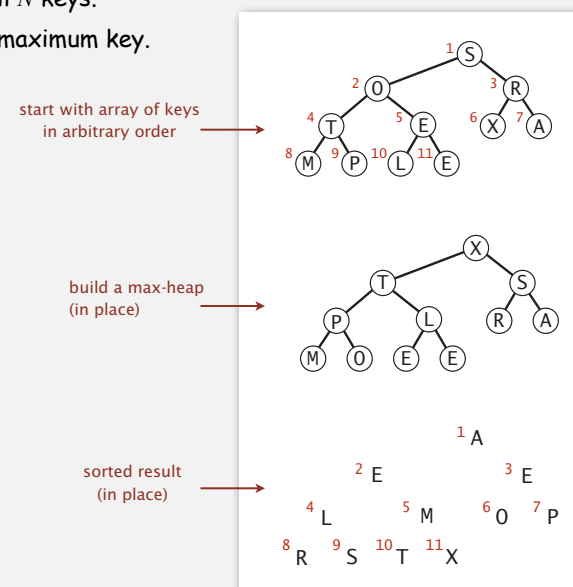 N keys.
maximum key.
1 S
2 O 3 R
start with array of keys
in arbitrary order
4 T 5 E 6 X 7 A
8 M 9 P 10 L 11 E
X
build a max-heap
(in place)
T S
P L R A
M O E E
1 A
sorted result
(in place)
2 E 3 E
4 L 5 M 6 O 7 P
8 R 9 S 10 T 11 X